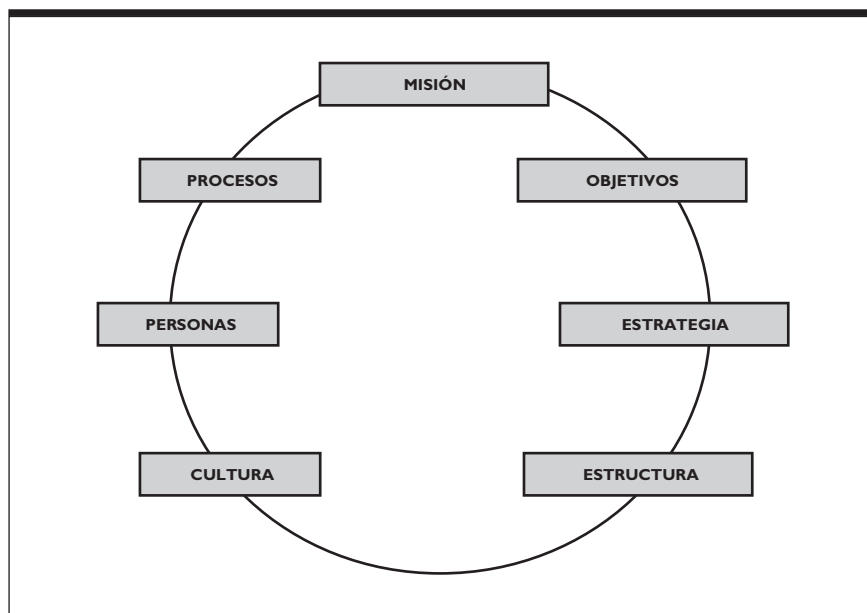 MISIÓN
PROCESOS
OBJETIVOS
PERSONAS
ESTRATEGIA
CULTURA
ESTRUCTURA